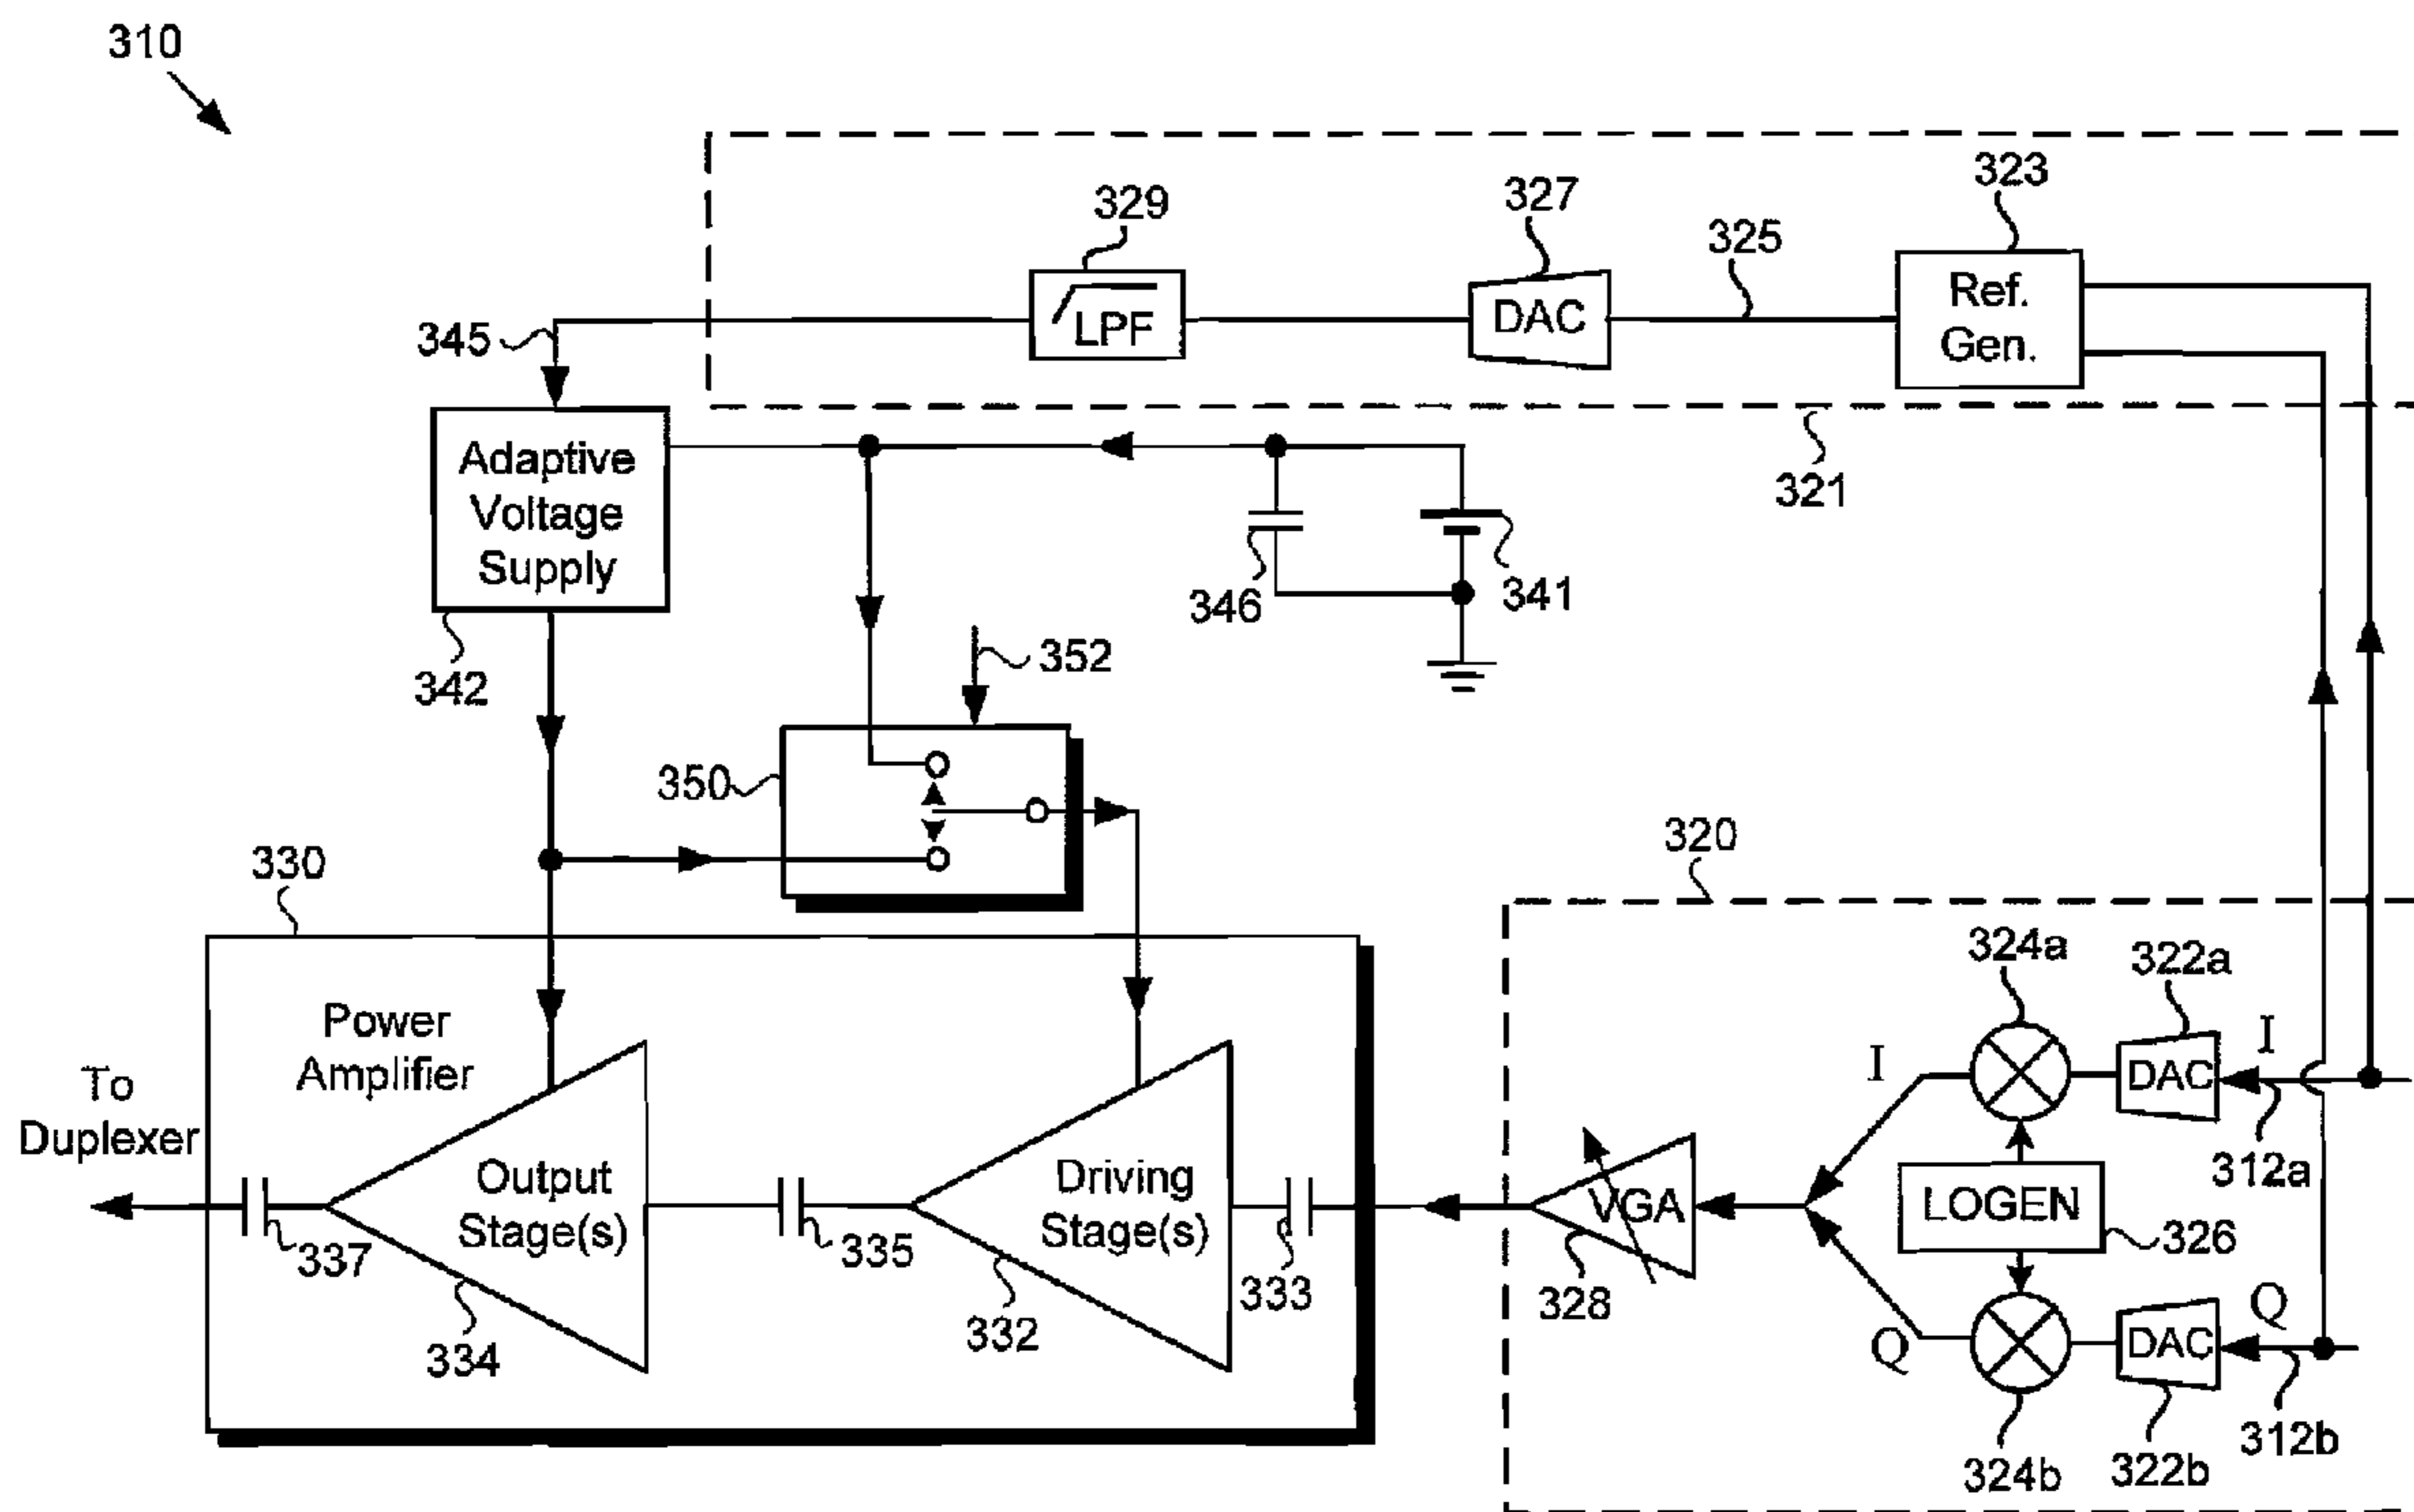 310
323
327
329
325
Ref.
Gen.
DAC
LPF
345
Adaptive
Voltage
Supply
321
346
341
352
342
350
320
330
324a
322a
Power
Amplifier
I
I
DAC
To
Duplexer
312a
Output
Stage(s)
Driving
Stage(s)
VGA
LOGEN
337
335
333
326
328
334
332
Q
Q
DAC
312b
324b
322b